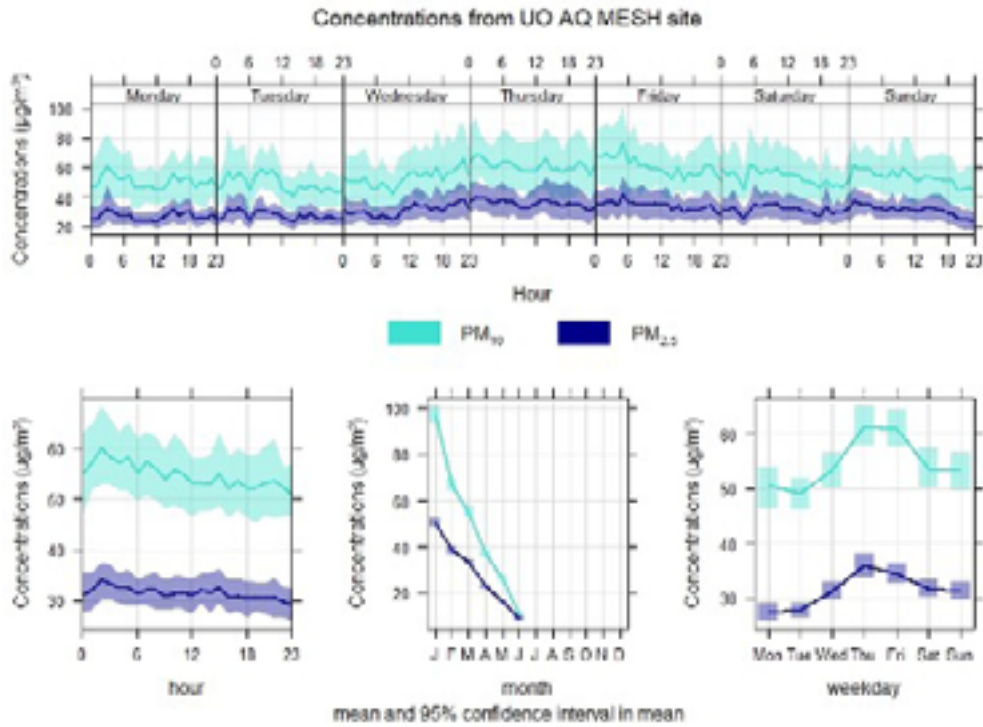 Concentrations from UO AQ MESH site
0 6 12 18 23 0 6 12 18 23 0 6 12 18 23
Monday Tuesday Wednesday Thursday Friday Saturday Sunday
Concentrations (μg/m³)
100
80
60
40
20
0 6 12 18 23 0 6 12 18 23 0 6 12 18 23 0 6 12 18 23
Hour
PM₁₀ PM₂.₅
Concentrations (μg/m³)
60
50
40
30
0 6 12 18 23
hour
Concentrations (μg/m³)
100
80
60
40
20
J F M A M J J A S O N D
month
Concentrations (μg/m³)
60
50
40
30
Mon Tue Wed Thu Fri Sat Sun
weekday
mean and 95% confidence interval in mean